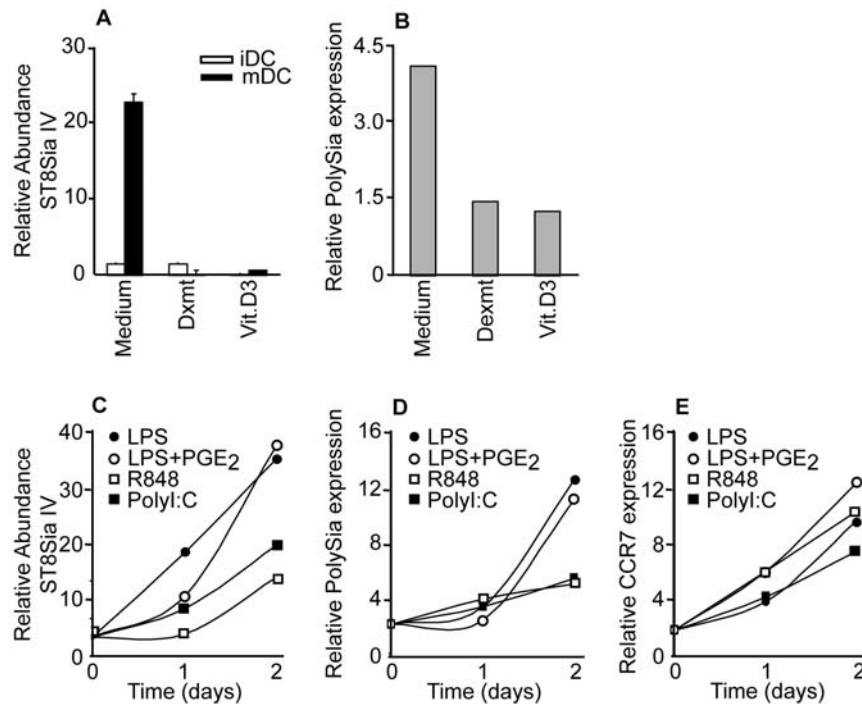 A
Relative Abundance
ST8Sia IV
30
20
10
0
iDC
mDC
Medium
Dxmt
Vit.D3
B
Relative PolySia expression
4.5
3.0
1.5
0
Medium
Dexmt
Vit.D3
C
Relative Abundance
ST8Sia IV
40
30
20
10
0
LPS
LPS+PGE2
R848
PolyI:C
0 1 2
Time (days)
D
Relative PolySia expression
16
12
8
4
0
LPS
LPS+PGE2
R848
PolyI:C
0 1 2
Time (days)
E
Relative CCR7 expression
16
12
8
4
0
LPS
LPS+PGE2
R848
PolyI:C
0 1 2
Time (days)